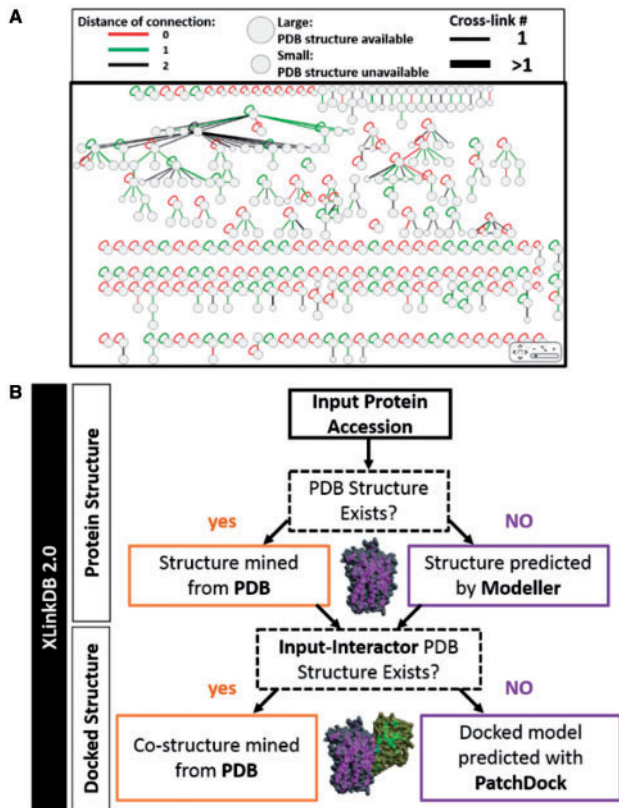 A
Distance of connection:
0
1
2
Large:
PDB structure available
Small:
PDB structure unavailable
Cross-link #
1
>1
B
XLinkDB 2.0
Protein Structure
Docked Structure
Input Protein
Accession
PDB Structure
Exists?
yes
NO
Structure mined
from PDB
Structure predicted
by Modeller
Input-Interactor PDB
Structure Exists?
yes
NO
Co-structure mined
from PDB
Docked model
predicted with
PatchDock